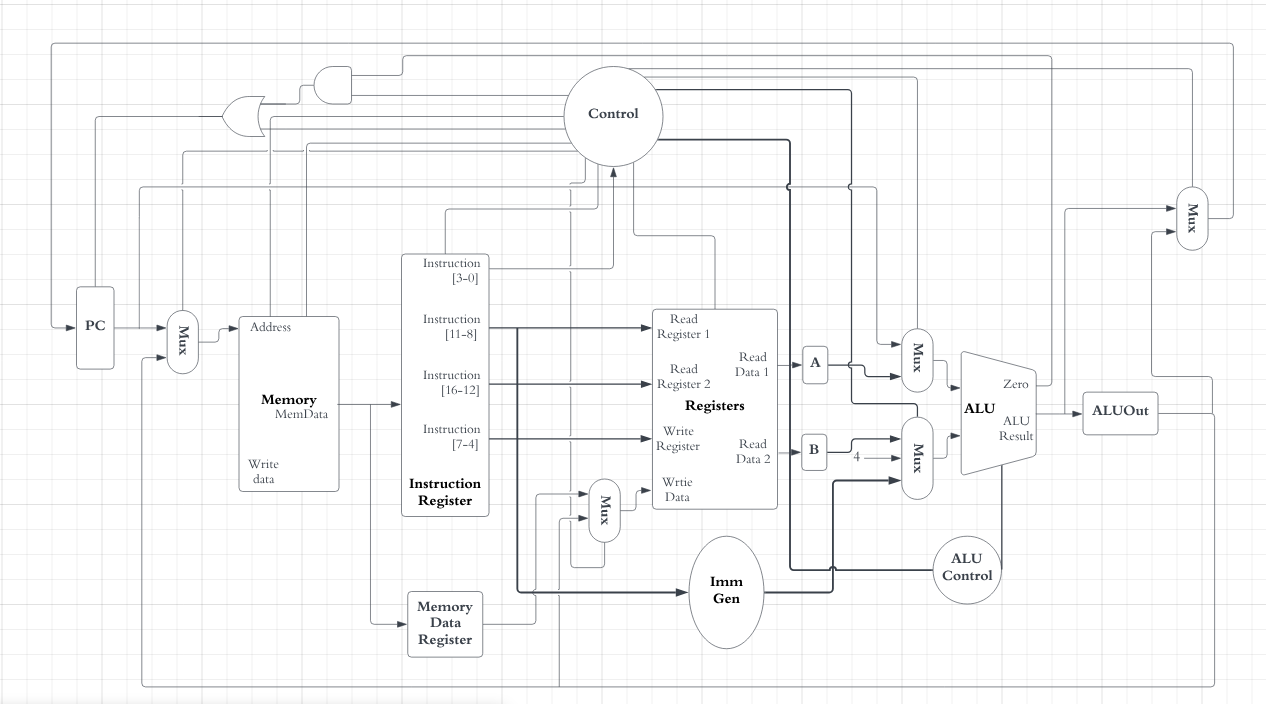 Control
PC
Mux
Address
Memory
MemData
Write
data
Instruction
[3-0]
Instruction
[11-8]
Instruction
[16-12]
Instruction
[7-4]
Instruction
Register
Memory
Data
Register
Mux
Read
Register 1
Read
Register 2
Registers
Write
Register
Wrtie
Data
Read
Data 1
Read
Data 2
Imm
Gen
A
B
4
Mux
Mux
ALU
Zero
ALU
Result
ALU
Control
ALUOut
Mux